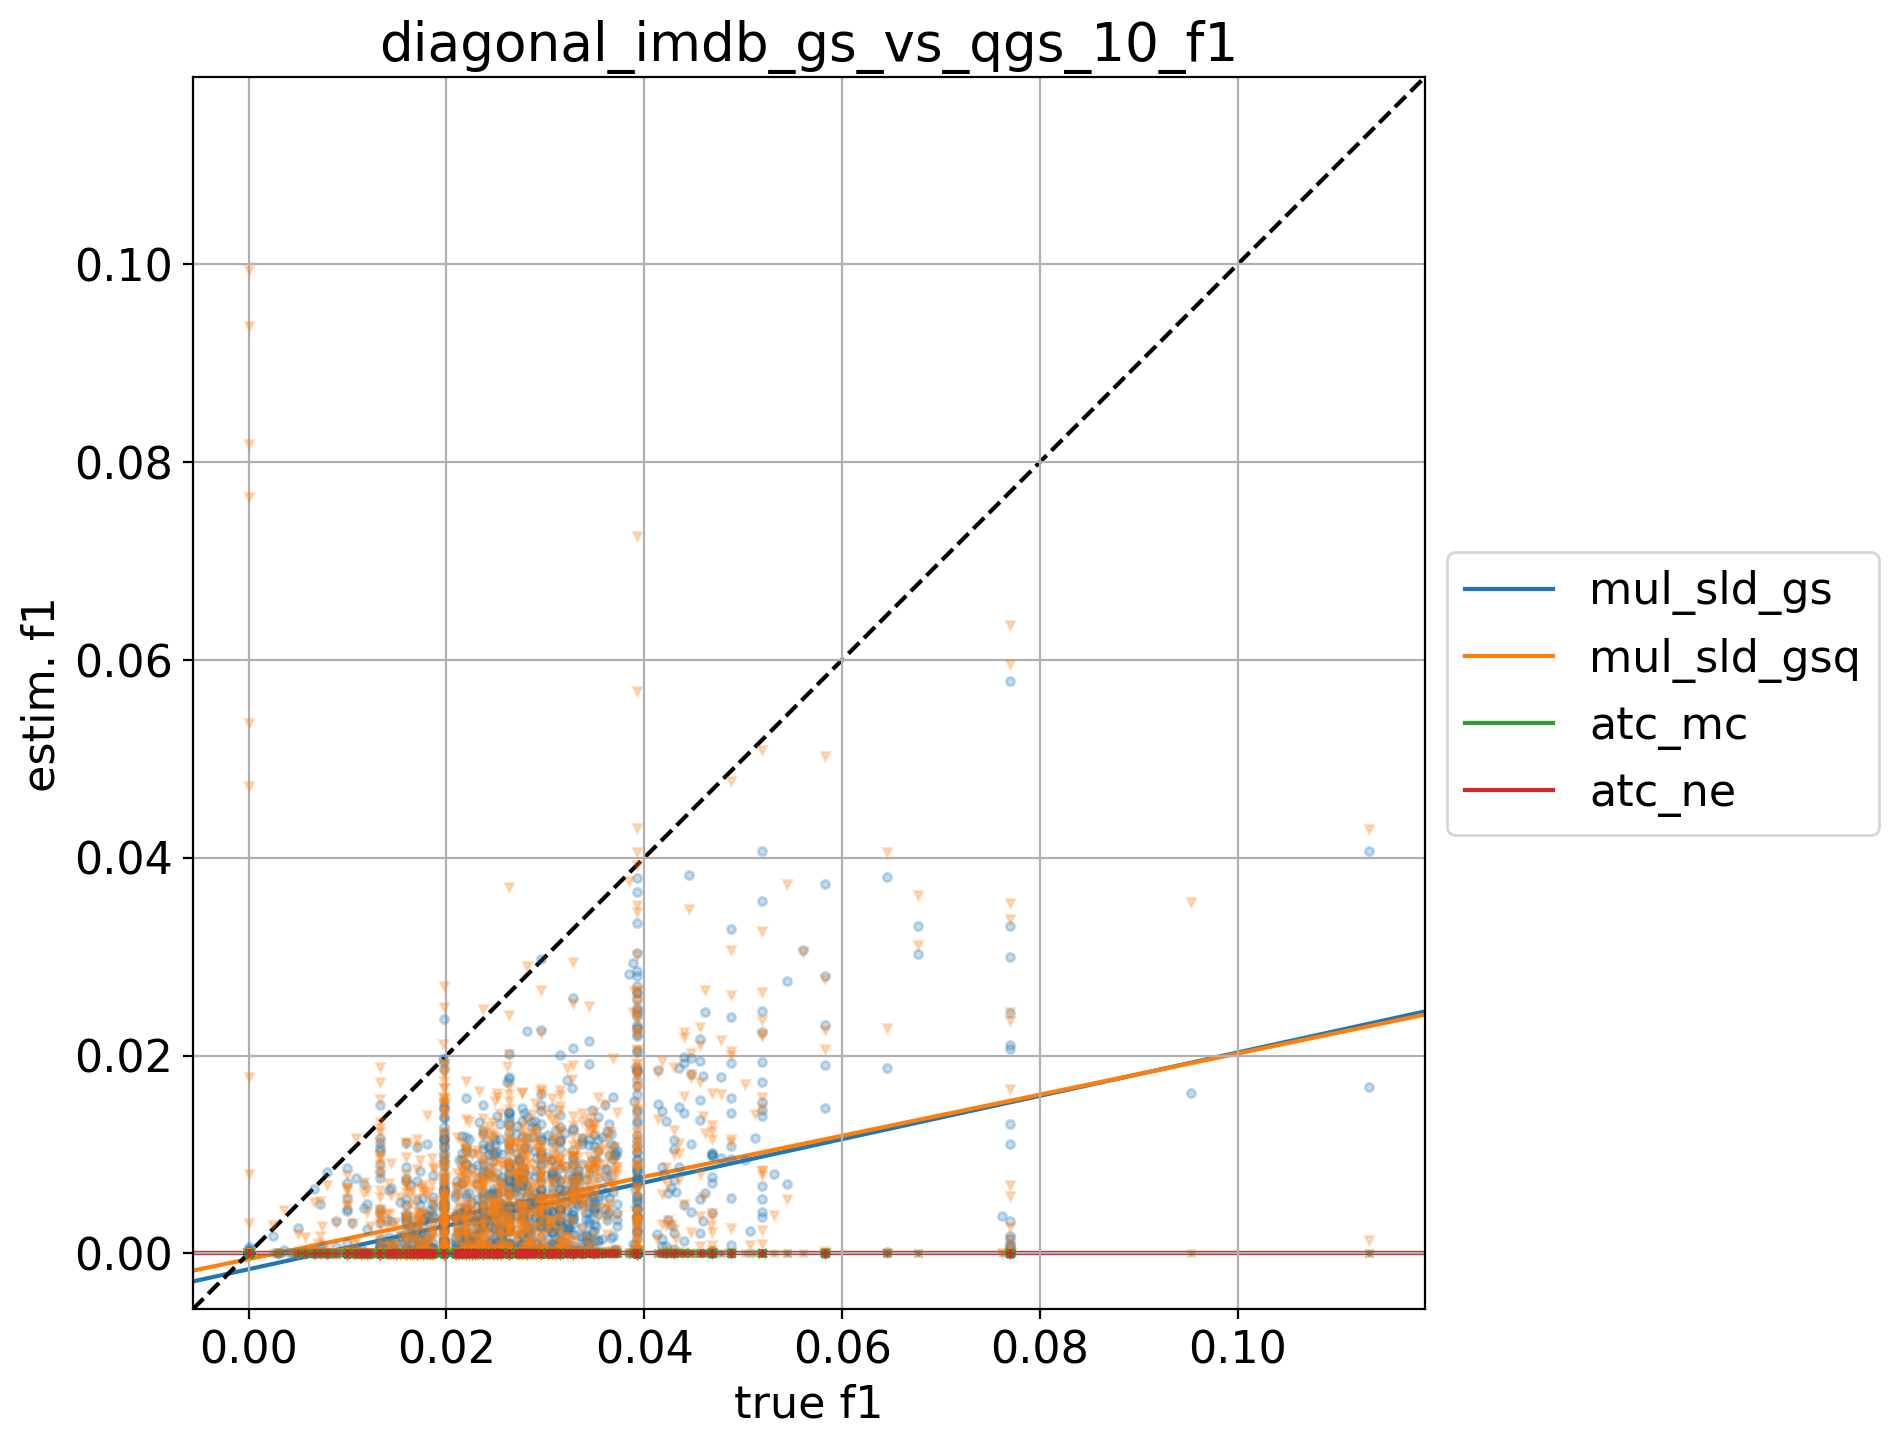 diagonal_imdb_gs_vs_qgs_10_f1
estim. f1
0.10
0.08
0.06
0.04
0.02
0.00
0.00 0.02 0.04 0.06 0.08 0.10
true f1
mul_sld_gs
mul_sld_gsq
atc_mc
atc_ne